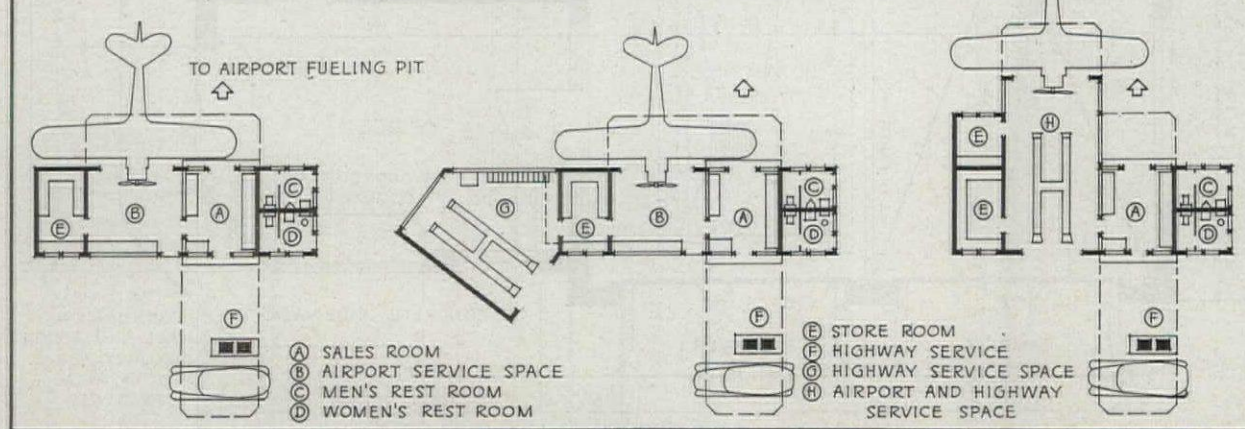 TO AIRPORT FUELING PIT
E
B
A
C
D
F
G
E
B
A
C
D
F
E
E
H
A
C
D
F
Ⓐ SALES ROOM
Ⓑ AIRPORT SERVICE SPACE
Ⓒ MEN'S REST ROOM
Ⓓ WOMEN'S REST ROOM
Ⓔ STORE ROOM
Ⓕ HIGHWAY SERVICE
Ⓖ HIGHWAY SERVICE SPACE
Ⓗ AIRPORT AND HIGHWAY
SERVICE SPACE